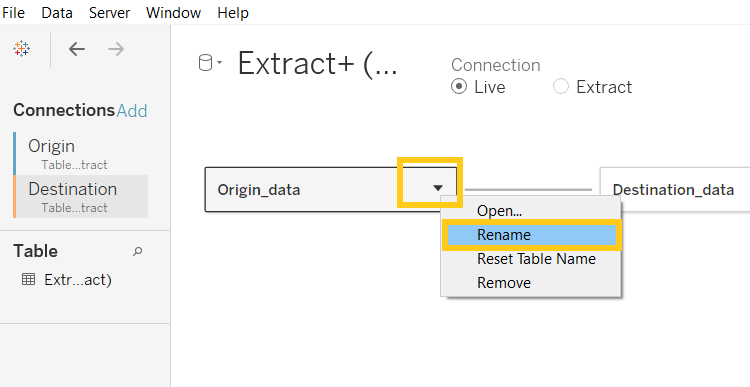 File Data Server Window Help
Extract+ (...
Connection
Live Extract
Connections Add
Origin
Table...tract
Destination
Table...tract
Table
Extr...act)
Origin_data
Destination_data
Open...
Rename
Reset Table Name
Remove